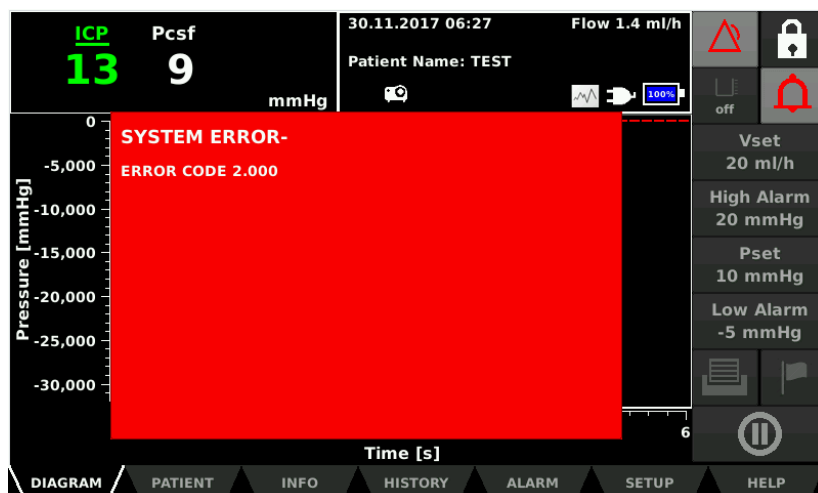 ICP Pcsf
13 9
mmHg
30.11.2017 06:27 Flow 1.4 ml/h
Patient Name: TEST
100%
off
SYSTEM ERROR-
ERROR CODE 2.000
Pressure [mmHg]
0
-5,000
-10,000
-15,000
-20,000
-25,000
-30,000
6
Time [s]
Vset
20 ml/h
High Alarm
20 mmHg
Pset
10 mmHg
Low Alarm
-5 mmHg
DIAGRAM PATIENT INFO HISTORY ALARM SETUP HELP